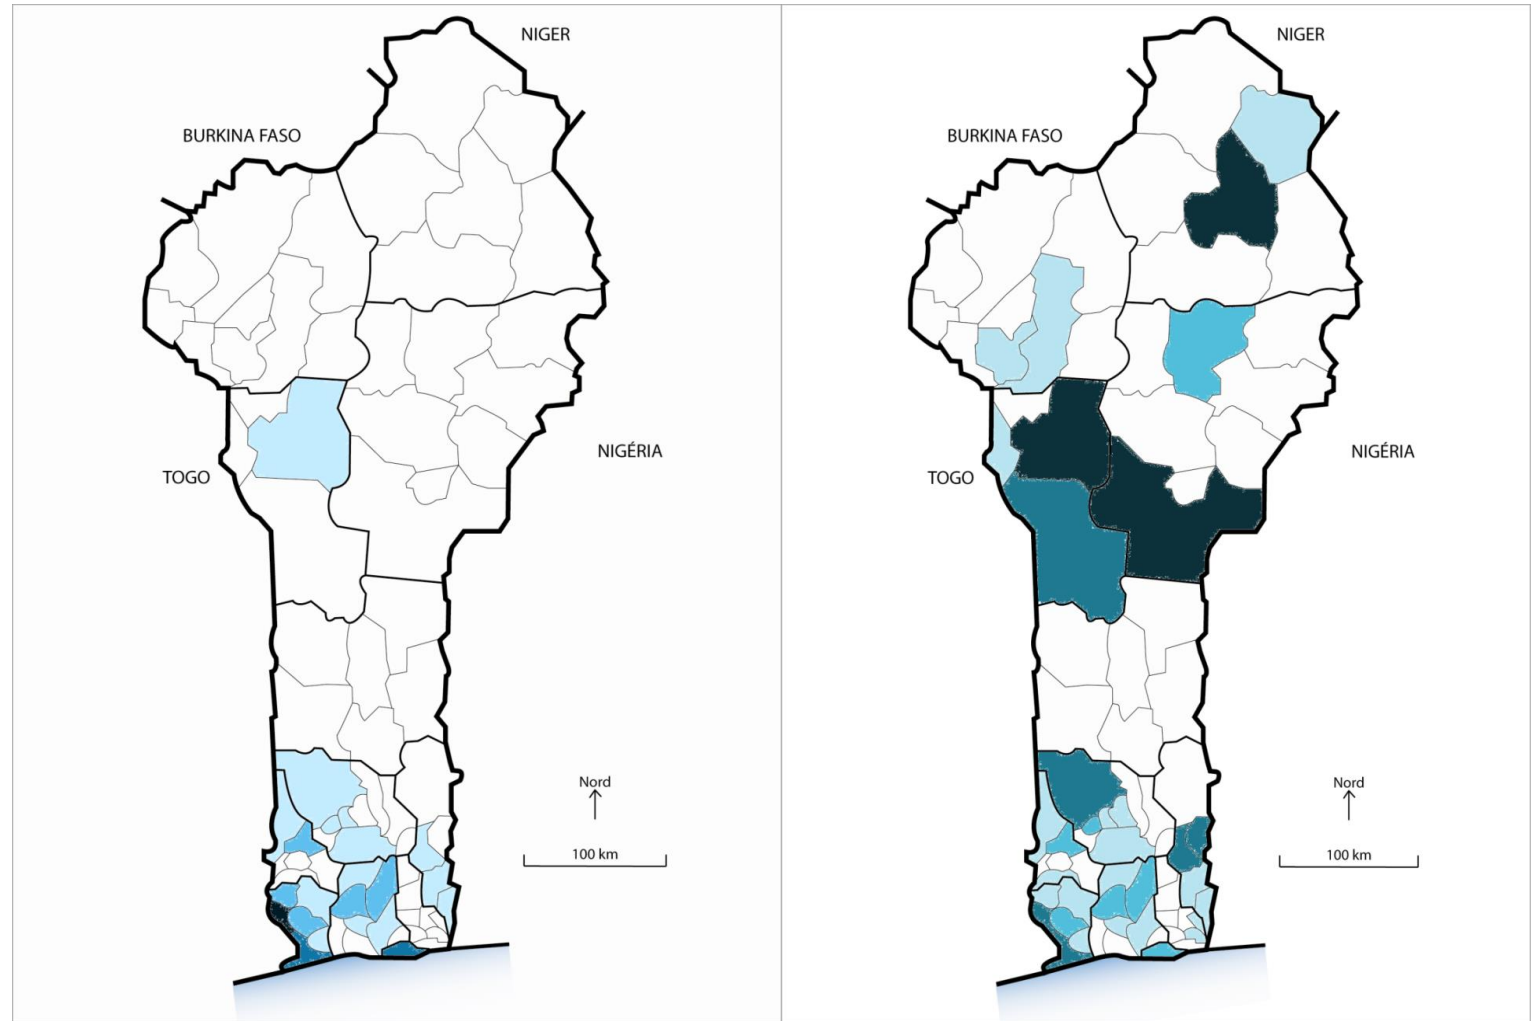 NIGER
BURKINA FASO
NIGÉRIA
TOGO
Nord
100 km
NIGER
BURKINA FASO
NIGÉRIA
TOGO
Nord
100 km